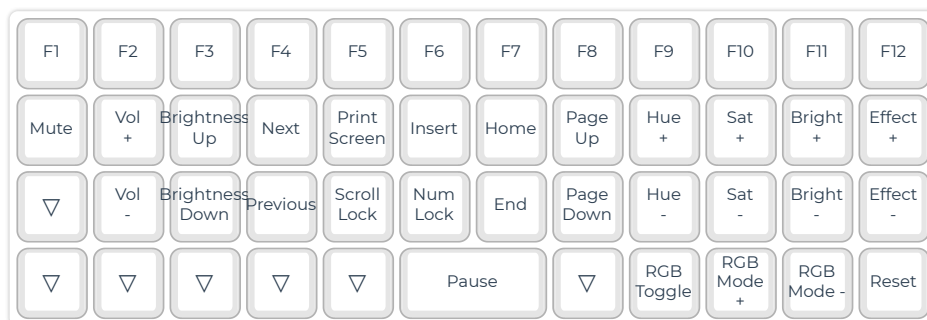 F1 F2 F3 F4 F5 F6 F7 F8 F9 F10 F11 F12
Mute
Vol
+
Brightness
Up
Next
Print
Screen
Insert
Home
Page
Up
Hue
+
Sat
+
Bright
+
Effect
+
▽
Vol
-
Brightness
Down
Previous
Scroll
Lock
Num
Lock
End
Page
Down
Hue
-
Sat
-
Bright
-
Effect
-
▽ ▽ ▽ ▽ ▽ Pause ▽
RGB
Toggle
RGB
Mode
+
RGB
Mode -
Reset